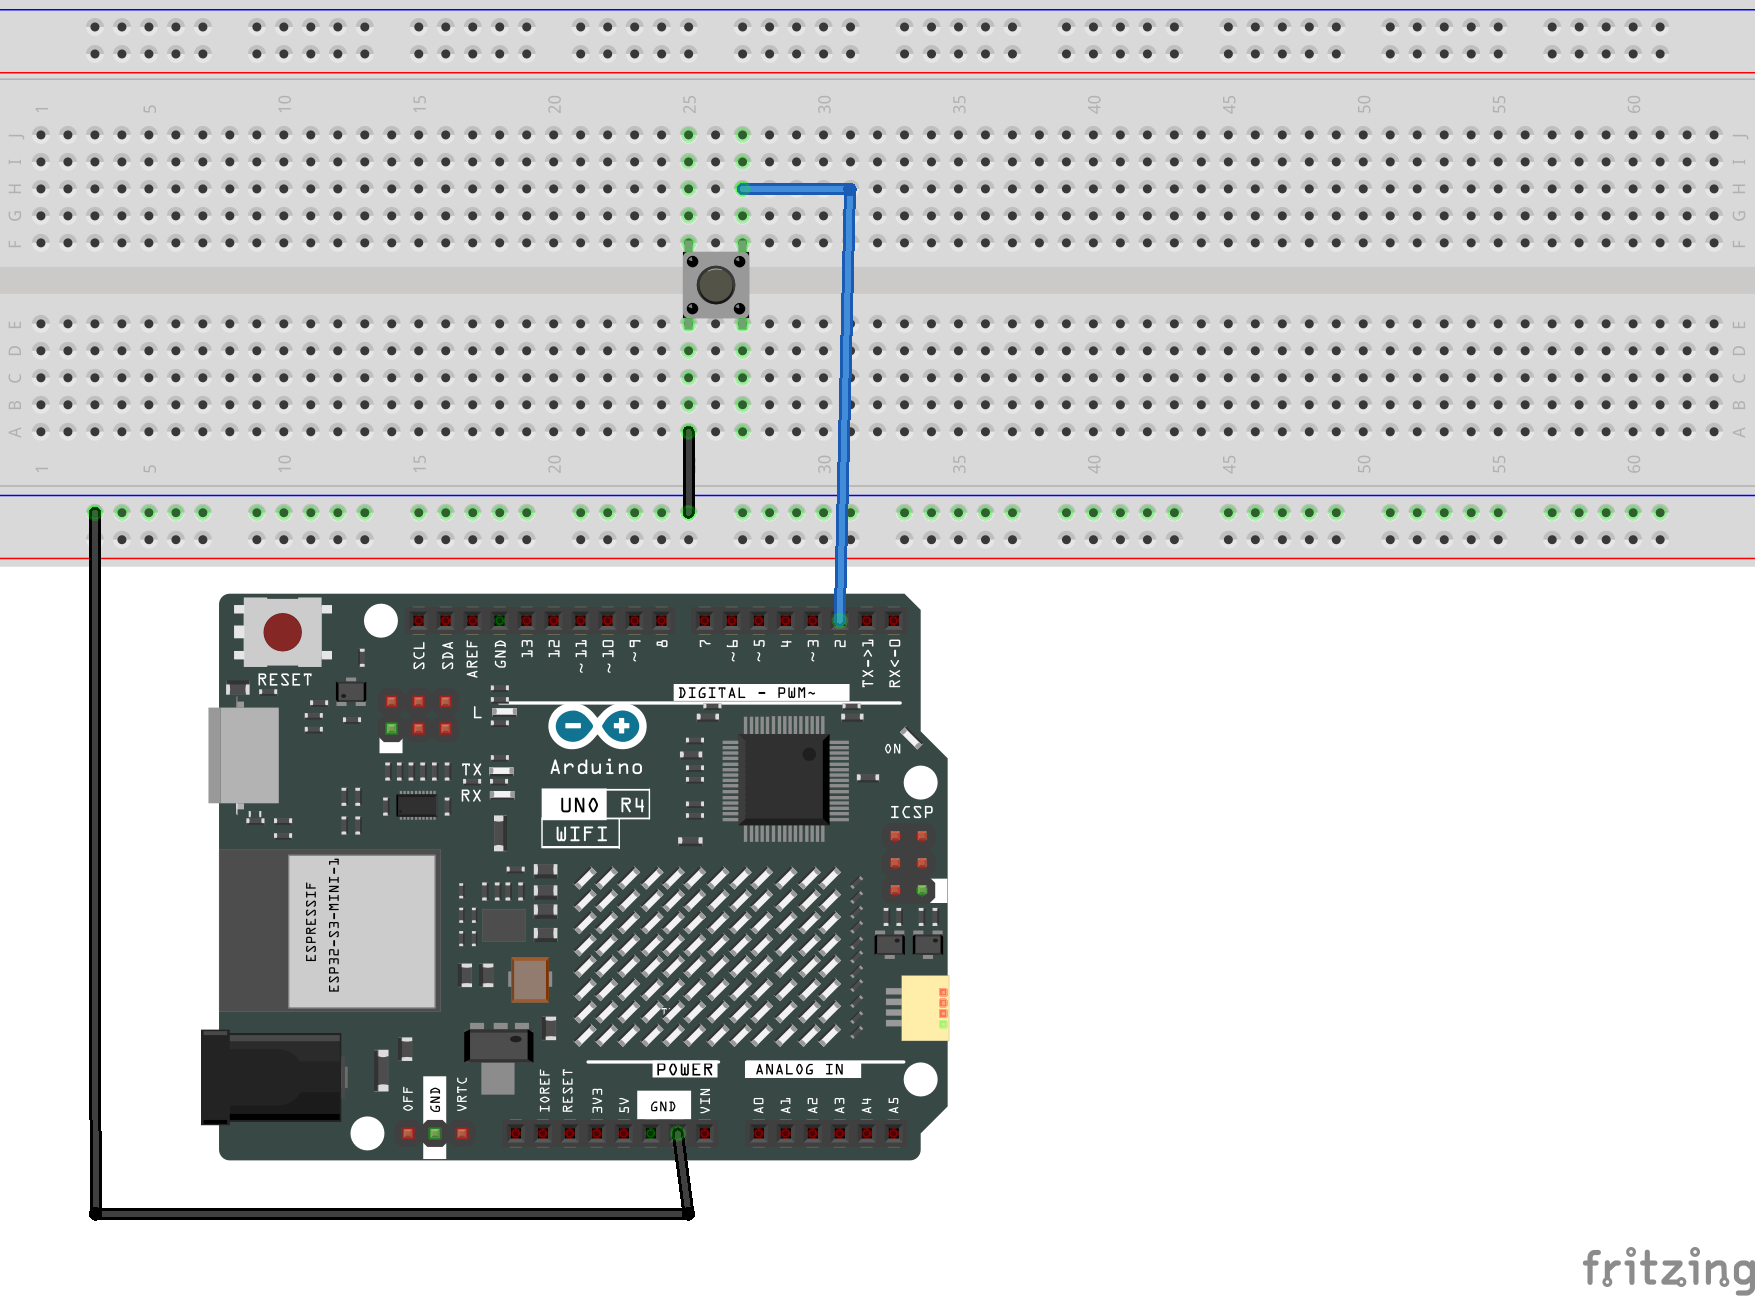 1 5 10 15 20 25 30 35 40 45 50 55 60
J J
I I
H H
G G
F F
E E
D D
C C
B B
A A
1 5 10 15 20 25 30 35 40 45 50 55 60
SCL SDA AREF GND 13 12 ~11 ~10 ~9 8 7 ~6 ~5 4 ~3 2 TX->1 RX<-0
RESET
DIGITAL - PWM~
L
ON
TX
Arduino
RX
UNO R4
WIFI
ICSP
ESPRESSIF
ESP32-S3-MINI-1
T
POWER
ANALOG IN
OFF GND VRTC IOREF RESET 3V3 5V GND VIN A0 A1 A2 A3 A4 A5
fritzing